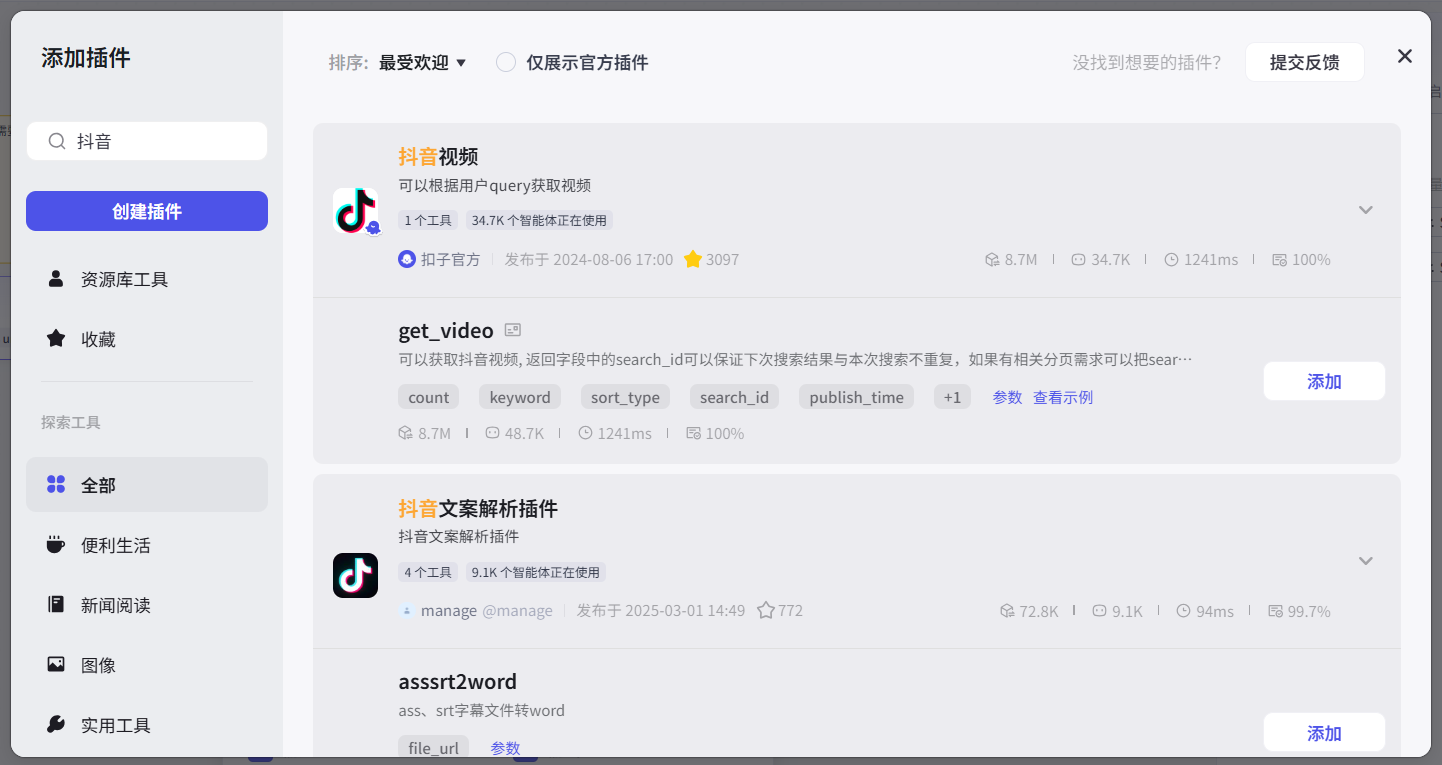 添加插件
抖音
创建插件
资源库工具
收藏
探索工具
全部
便利生活
新闻阅读
图像
实用工具
排序: 最受欢迎 仅展示官方插件 没找到想要的插件? 提交反馈
抖音视频
可以根据用户query获取视频
1 个工具 34.7K 个智能体正在使用
扣子官方 发布于 2024-08-06 17:00 3097 8.7M 34.7K 1241ms 100%
get_video
可以获取抖音视频, 返回字段中的search_id可以保证下次搜索结果与本次搜索不重复，如果有相关分页需求可以把sear…
添加
count keyword sort_type search_id publish_time +1 参数 查看示例
8.7M 48.7K 1241ms 100%
抖音文案解析插件
抖音文案解析插件
4 个工具 9.1K 个智能体正在使用
manage @manage 发布于 2025-03-01 14:49 772 72.8K 9.1K 94ms 99.7%
asssrt2word
ass、srt字幕文件转word
添加
file_url 参数